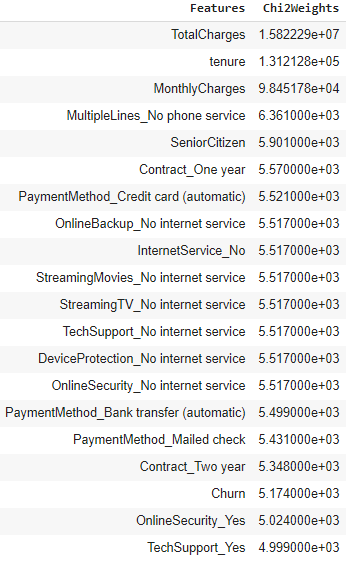 Features Chi2Weights
TotalCharges 1.582229e+07
tenure 1.312128e+05
MonthlyCharges 9.845178e+04
MultipleLines_No phone service 6.361000e+03
SeniorCitizen 5.901000e+03
Contract_One year 5.570000e+03
PaymentMethod_Credit card (automatic) 5.521000e+03
OnlineBackup_No internet service 5.517000e+03
InternetService_No 5.517000e+03
StreamingMovies_No internet service 5.517000e+03
StreamingTV_No internet service 5.517000e+03
TechSupport_No internet service 5.517000e+03
DeviceProtection_No internet service 5.517000e+03
OnlineSecurity_No internet service 5.517000e+03
PaymentMethod_Bank transfer (automatic) 5.499000e+03
PaymentMethod_Mailed check 5.431000e+03
Contract_Two year 5.348000e+03
Churn 5.174000e+03
OnlineSecurity_Yes 5.024000e+03
TechSupport_Yes 4.999000e+03